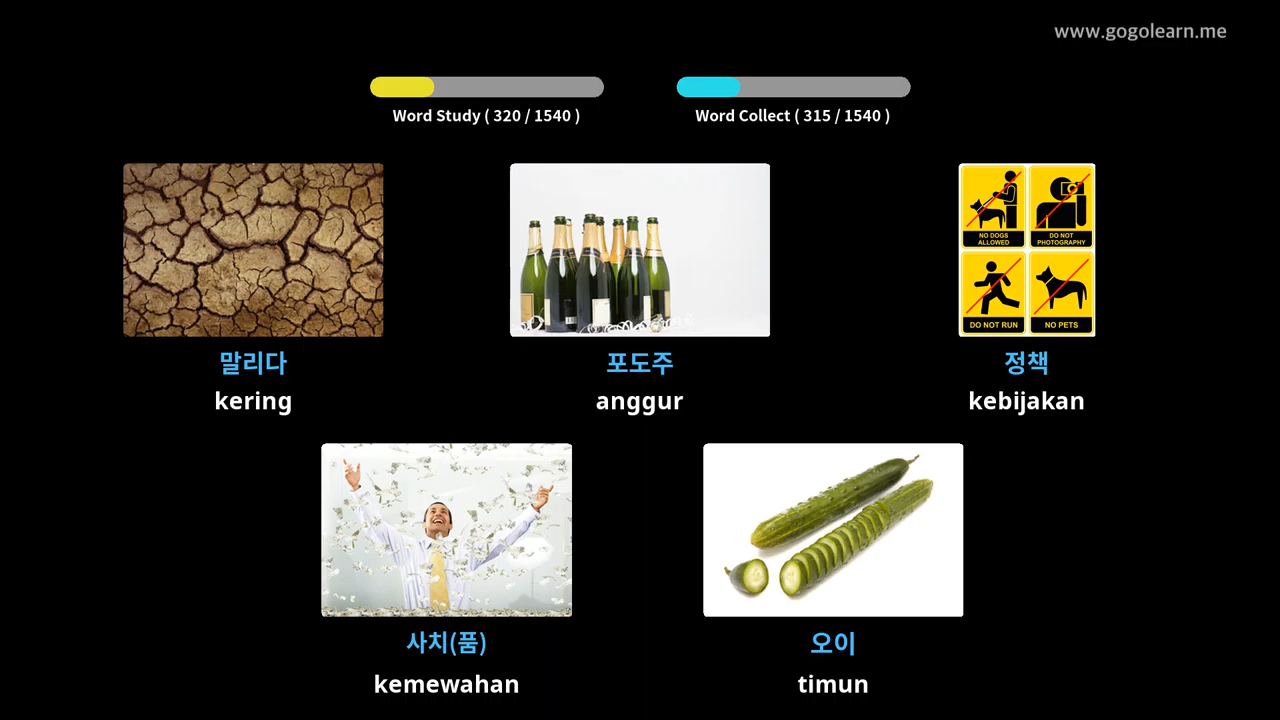 www.gogolearn.me
Word Study ( 320 / 1540 )
Word Collect ( 315 / 1540 )
NO DOGS
ALLOWED
DO NOT
PHOTOGRAPHY
DO NOT RUN
NO PETS
말리다
kering
포도주
anggur
정책
kebijakan
사치(품)
kemewahan
오이
timun